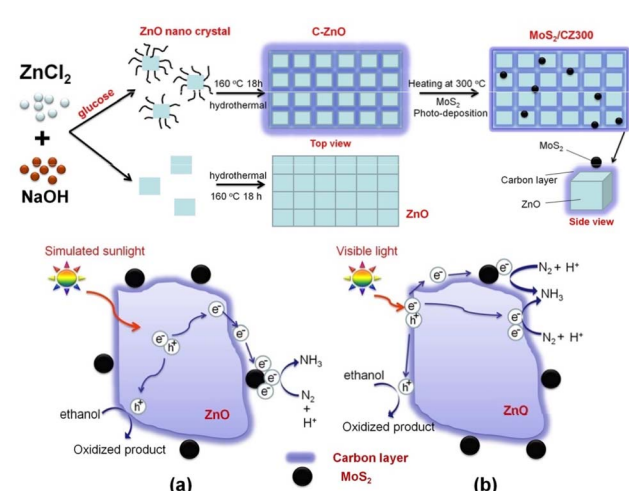 ZnO nano crystal
C-ZnO
MoS₂/CZ300
ZnCl₂
+
NaOH
glucose
160 °C 18h
hydrothermal
Heating at 300 °C
MoS₂
Photo-deposition
Top view
hydrothermal
160 °C 18 h
ZnO
MoS₂
Carbon layer
ZnO
Side view
Simulated sunlight
e⁻
e⁻
e⁻
h⁺
e⁻
e⁻
e⁻
NH₃
N₂
+
H⁺
h⁺
ethanol
ZnO
Oxidized product
(a)
Visible light
e⁻
e⁻
N₂ + H⁺
NH₃
e⁻
h⁺
e⁻
e⁻
N₂ + H⁺
ethanol
h⁺
ZnO
Oxidized product
(b)
Carbon layer
MoS₂